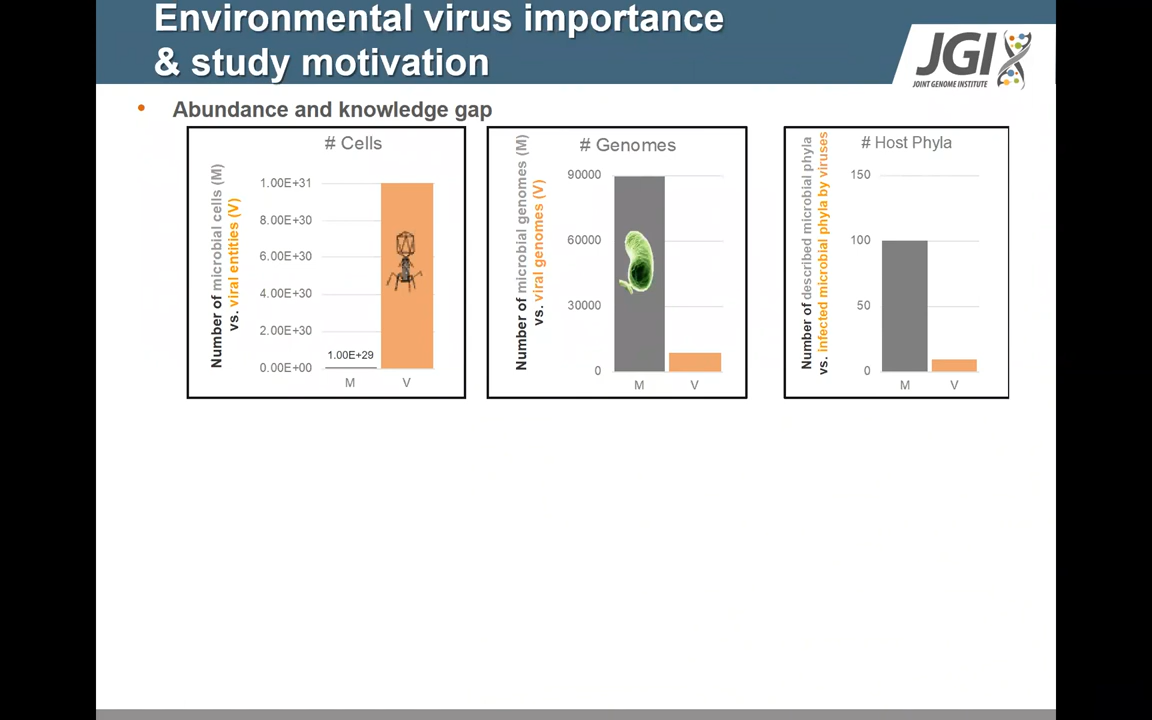 Environmental virus importance
& study motivation
JGI
JOINT GENOME INSTITUTE
• Abundance and knowledge gap
# Cells
Number of microbial cells (M)
vs. viral entities (V)
1.00E+31
8.00E+30
6.00E+30
4.00E+30
2.00E+30
0.00E+00
1.00E+29
M
V
# Genomes
Number of microbial genomes (M)
vs. viral genomes (V)
90000
60000
30000
0
M
V
# Host Phyla
Number of described microbial phyla
vs. infected microbial phyla by viruses
150
100
50
0
M
V